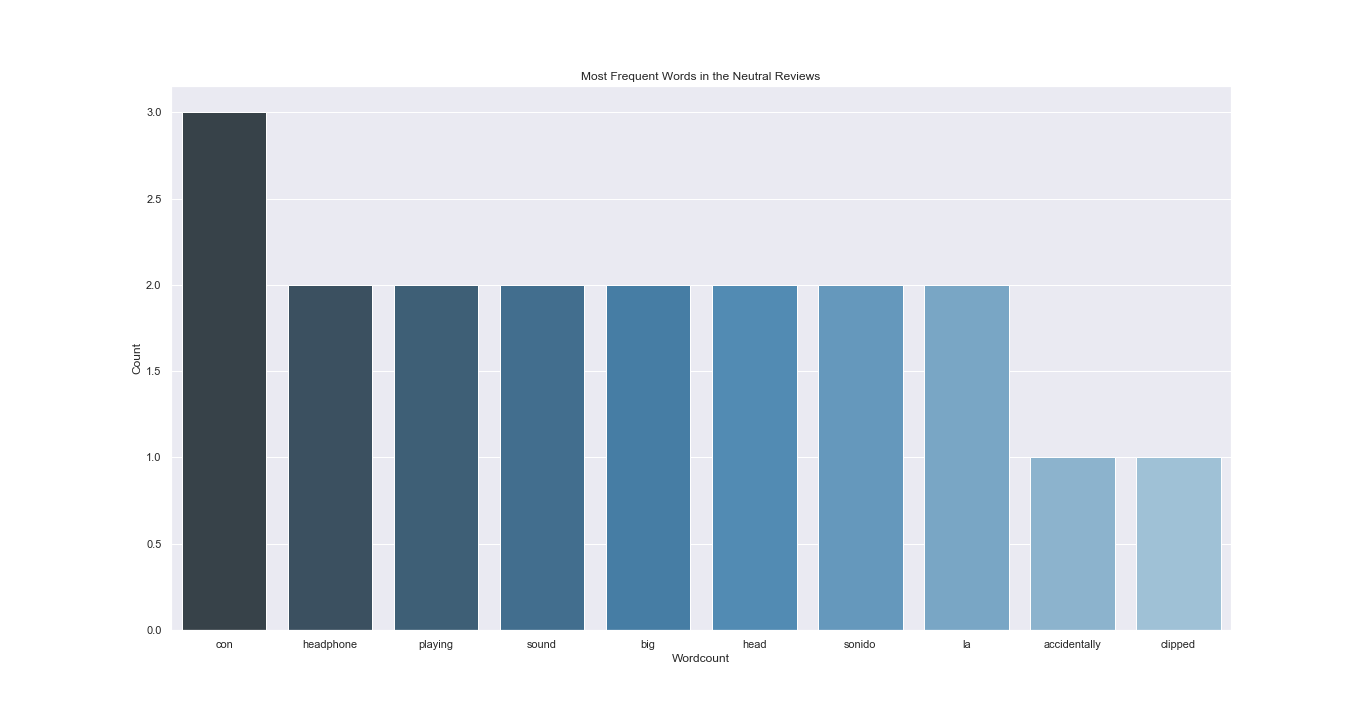 Most Frequent Words in the Neutral Reviews
3.0
2.5
2.0
1.5
1.0
0.5
0.0
Count
con headphone playing sound big head sonido la accidentally clipped
Wordcount